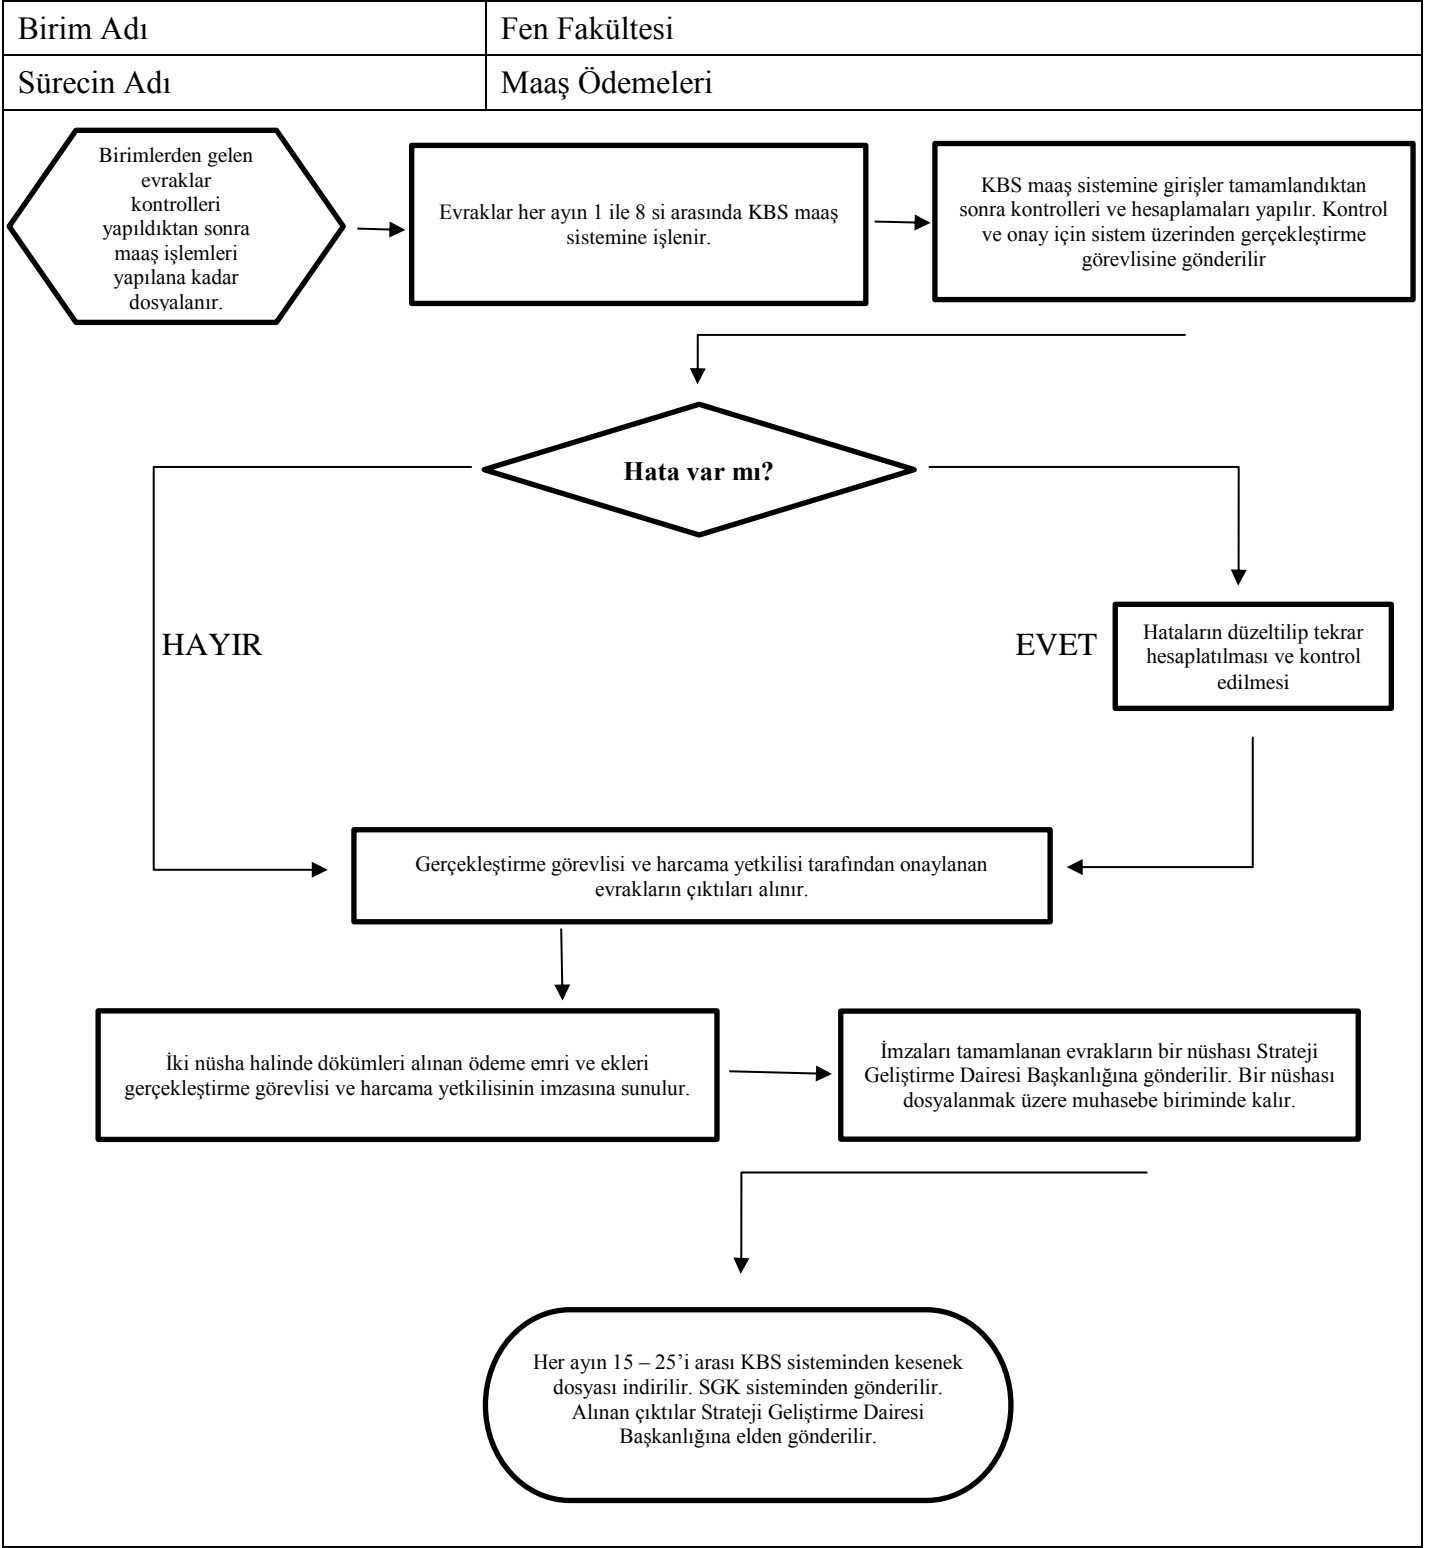 Birim Adı
Fen Fakültesi
Sürecin Adı
Maaş Ödemeleri
Birimlerden gelen
evraklar
kontrolleri
yapıldıktan sonra
maaş işlemleri
yapılana kadar
dosyalanır.
Evraklar her ayın 1 ile 8 si arasında KBS maaş
sistemine işlenir.
KBS maaş sistemine girişler tamamlandıktan
sonra kontrolleri ve hesaplamaları yapılır. Kontrol
ve onay için sistem üzerinden gerçekleştirme
görevlisine gönderilir
Hata var mı?
HAYIR
EVET
Hataların düzeltilip tekrar
hesaplatılması ve kontrol
edilmesi
Gerçekleştirme görevlisi ve harcama yetkilisi tarafından onaylanan
evrakların çıktıları alınır.
İki nüsha halinde dökümleri alınan ödeme emri ve ekleri
gerçekleştirme görevlisi ve harcama yetkilisinin imzasına sunulur.
İmzaları tamamlanan evrakların bir nüshası Strateji
Geliştirme Dairesi Başkanlığına gönderilir. Bir nüshası
dosyalanmak üzere muhasebe biriminde kalır.
Her ayın 15 – 25’i arası KBS sisteminden kesenek
dosyası indirilir. SGK sisteminden gönderilir.
Alınan çıktılar Strateji Geliştirme Dairesi
Başkanlığına elden gönderilir.